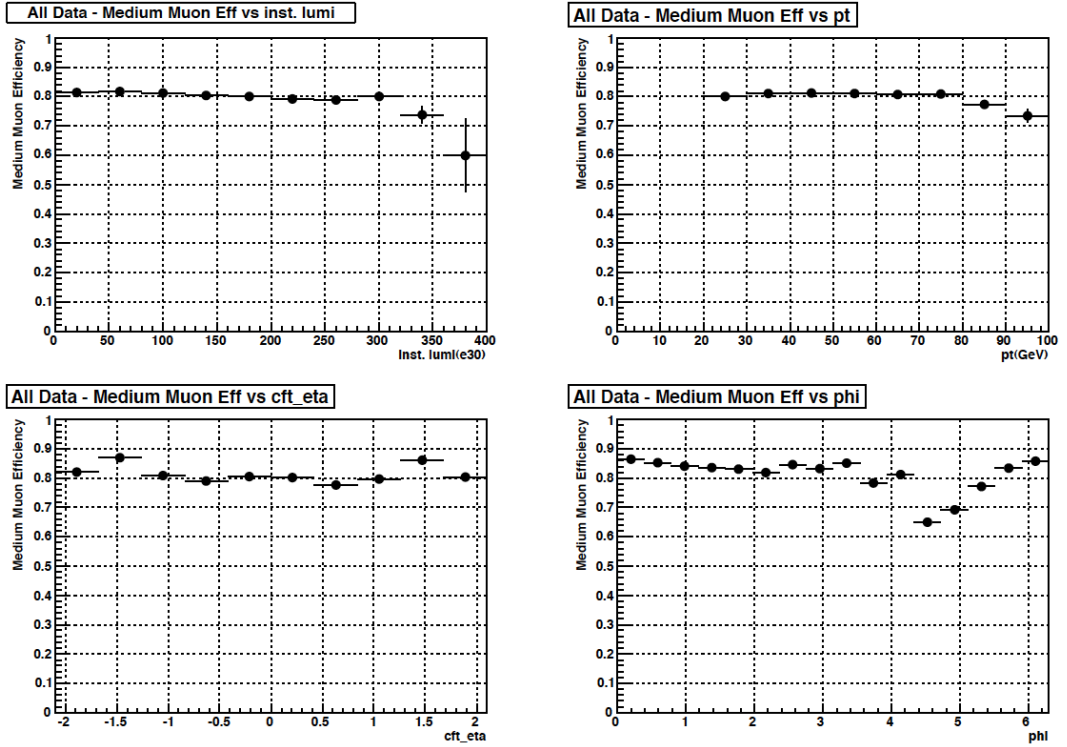 All Data - Medium Muon Eff vs inst. lumi
Medium Muon Efficiency
1
0.9
0.8
0.7
0.6
0.5
0.4
0.3
0.2
0.1
0
0 50 100 150 200 250 300 350 400
Inst. lumi(e30)
All Data - Medium Muon Eff vs pt
Medium Muon Efficiency
1
0.9
0.8
0.7
0.6
0.5
0.4
0.3
0.2
0.1
0
0 10 20 30 40 50 60 70 80 90 100
pt(GeV)
All Data - Medium Muon Eff vs cft_eta
Medium Muon Efficiency
1
0.9
0.8
0.7
0.6
0.5
0.4
0.3
0.2
0.1
0
-2 -1.5 -1 -0.5 0 0.5 1 1.5 2
cft_eta
All Data - Medium Muon Eff vs phi
Medium Muon Efficiency
1
0.9
0.8
0.7
0.6
0.5
0.4
0.3
0.2
0.1
0
0 1 2 3 4 5 6
phi